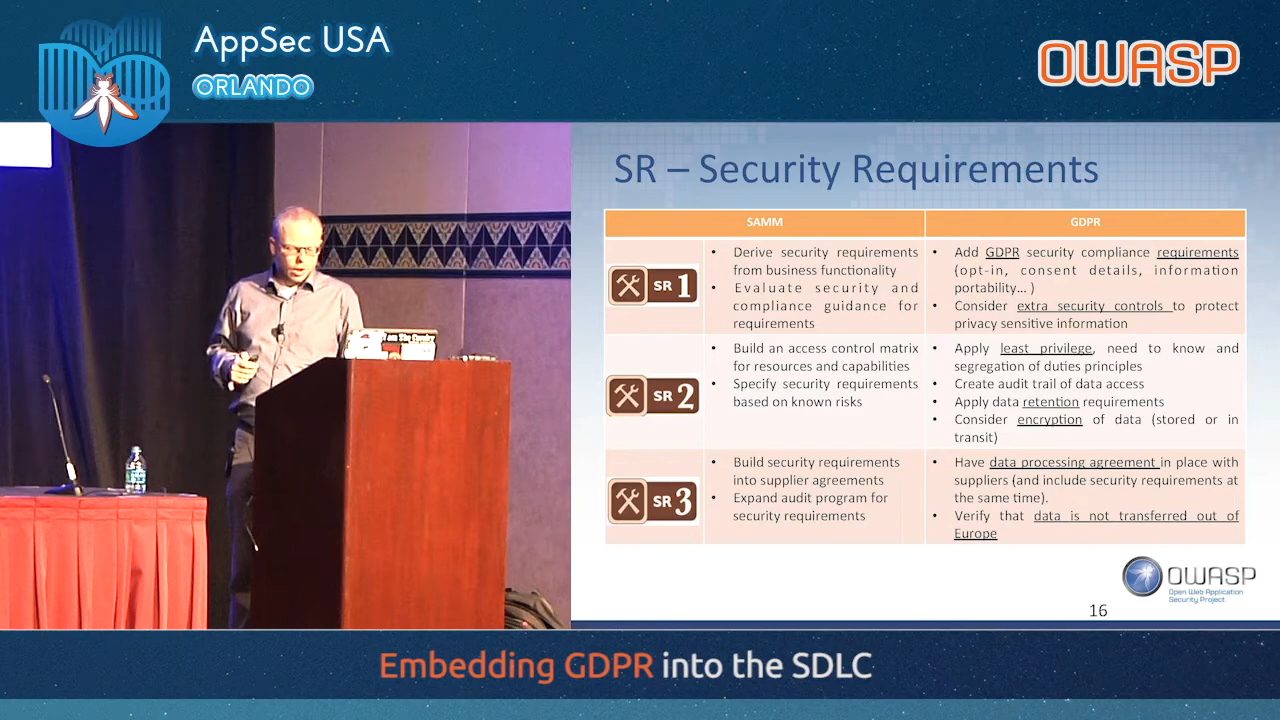 AppSec USA
ORLANDO
OWASP
SR – Security Requirements
SAMM
GDPR
SR 1
• Derive security requirements
from business functionality
• Evaluate security and
compliance guidance for
requirements
• Add GDPR security compliance requirements
(opt-in, consent details, information
portability... )
• Consider extra security controls to protect
privacy sensitive information
SR 2
• Build an access control matrix
for resources and capabilities
• Specify security requirements
based on known risks
• Apply least privilege, need to know and
segregation of duties principles
• Create audit trail of data access
• Apply data retention requirements
• Consider encryption of data (stored or in
transit)
SR 3
• Build security requirements
into supplier agreements
• Expand audit program for
security requirements
• Have data processing agreement in place with
suppliers (and include security requirements at
the same time).
• Verify that data is not transferred out of
Europe
OWASP
Open Web Application
Security Project
16
Embedding GDPR into the SDLC